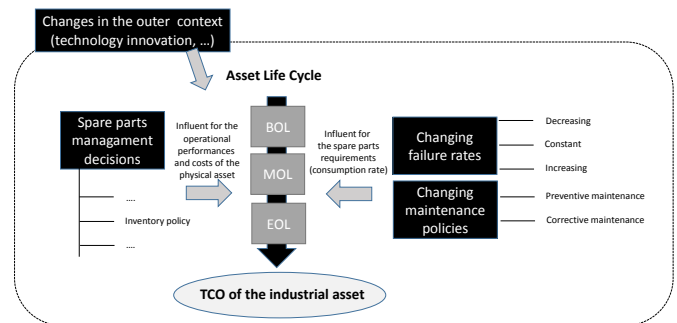 Changes in the outer context
(technology innovation, …)
Asset Life Cycle
Spare parts
managament
decisions
….
Inventory policy
….
Influent for the
operational
performances
and costs of the
physical asset
BOL
MOL
EOL
Influent for
the spare parts
requirements
(consumption rate)
Changing
failure rates
Decreasing
Constant
Increasing
Changing
maintenance
policies
Preventive maintenance
Corrective maintenance
TCO of the industrial asset